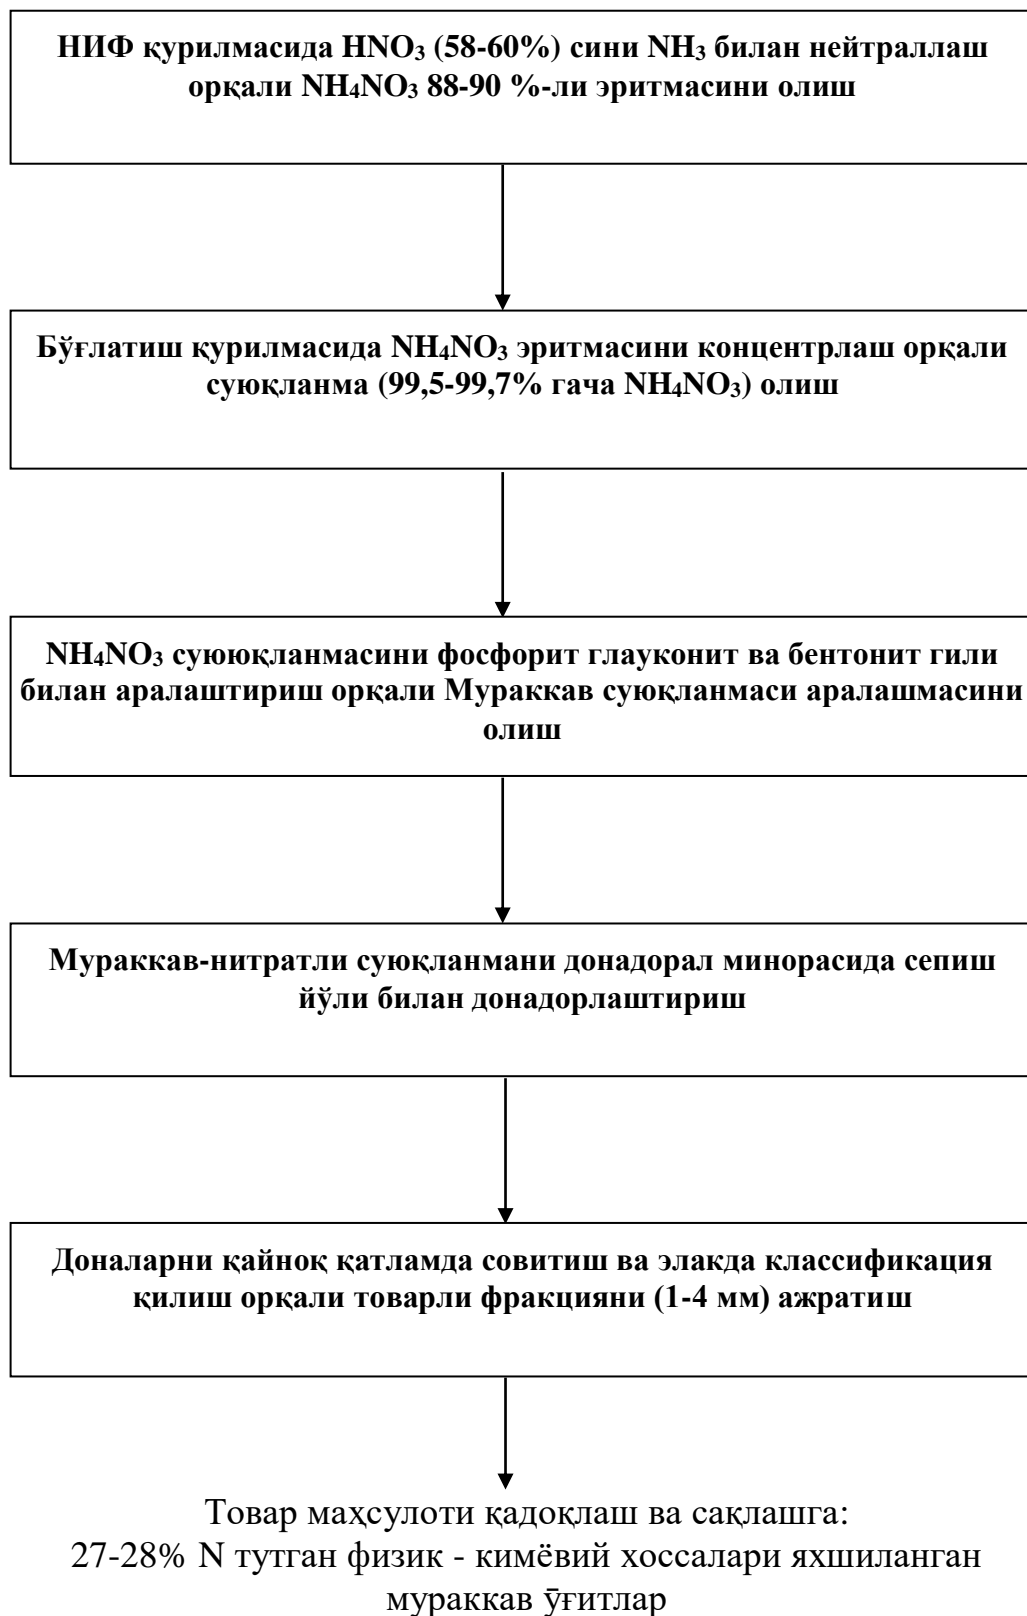 НИФ қурилмасида HNO₃ (58-60%) сини NH₃ билан нейтраллаш
орқали NH₄NO₃ 88-90 %-ли эритмасини олиш
Бўғлатиш қурилмасида NH₄NO₃ эритмасини концентрлаш орқали
суюқланма (99,5-99,7% гача NH₄NO₃) олиш
NH₄NO₃ суююқланмасини фосфорит глауконит ва бентонит гили
билан аралаштириш орқали Мураккав суюқланмаси аралашмасини
олиш
Мураккав-нитратли суюқланмани донадорал минорасида сепиш
йўли билан донадорлаштириш
Доналарни қайноқ қатламда совитиш ва элакда классификация
қилиш орқали товарли фракцияни (1-4 мм) ажратиш
Товар маҳсулоти қадоқлаш ва сақлашга:
27-28% N тутган физик - кимёвий хоссалари яхшиланган
мураккав ӯғитлар